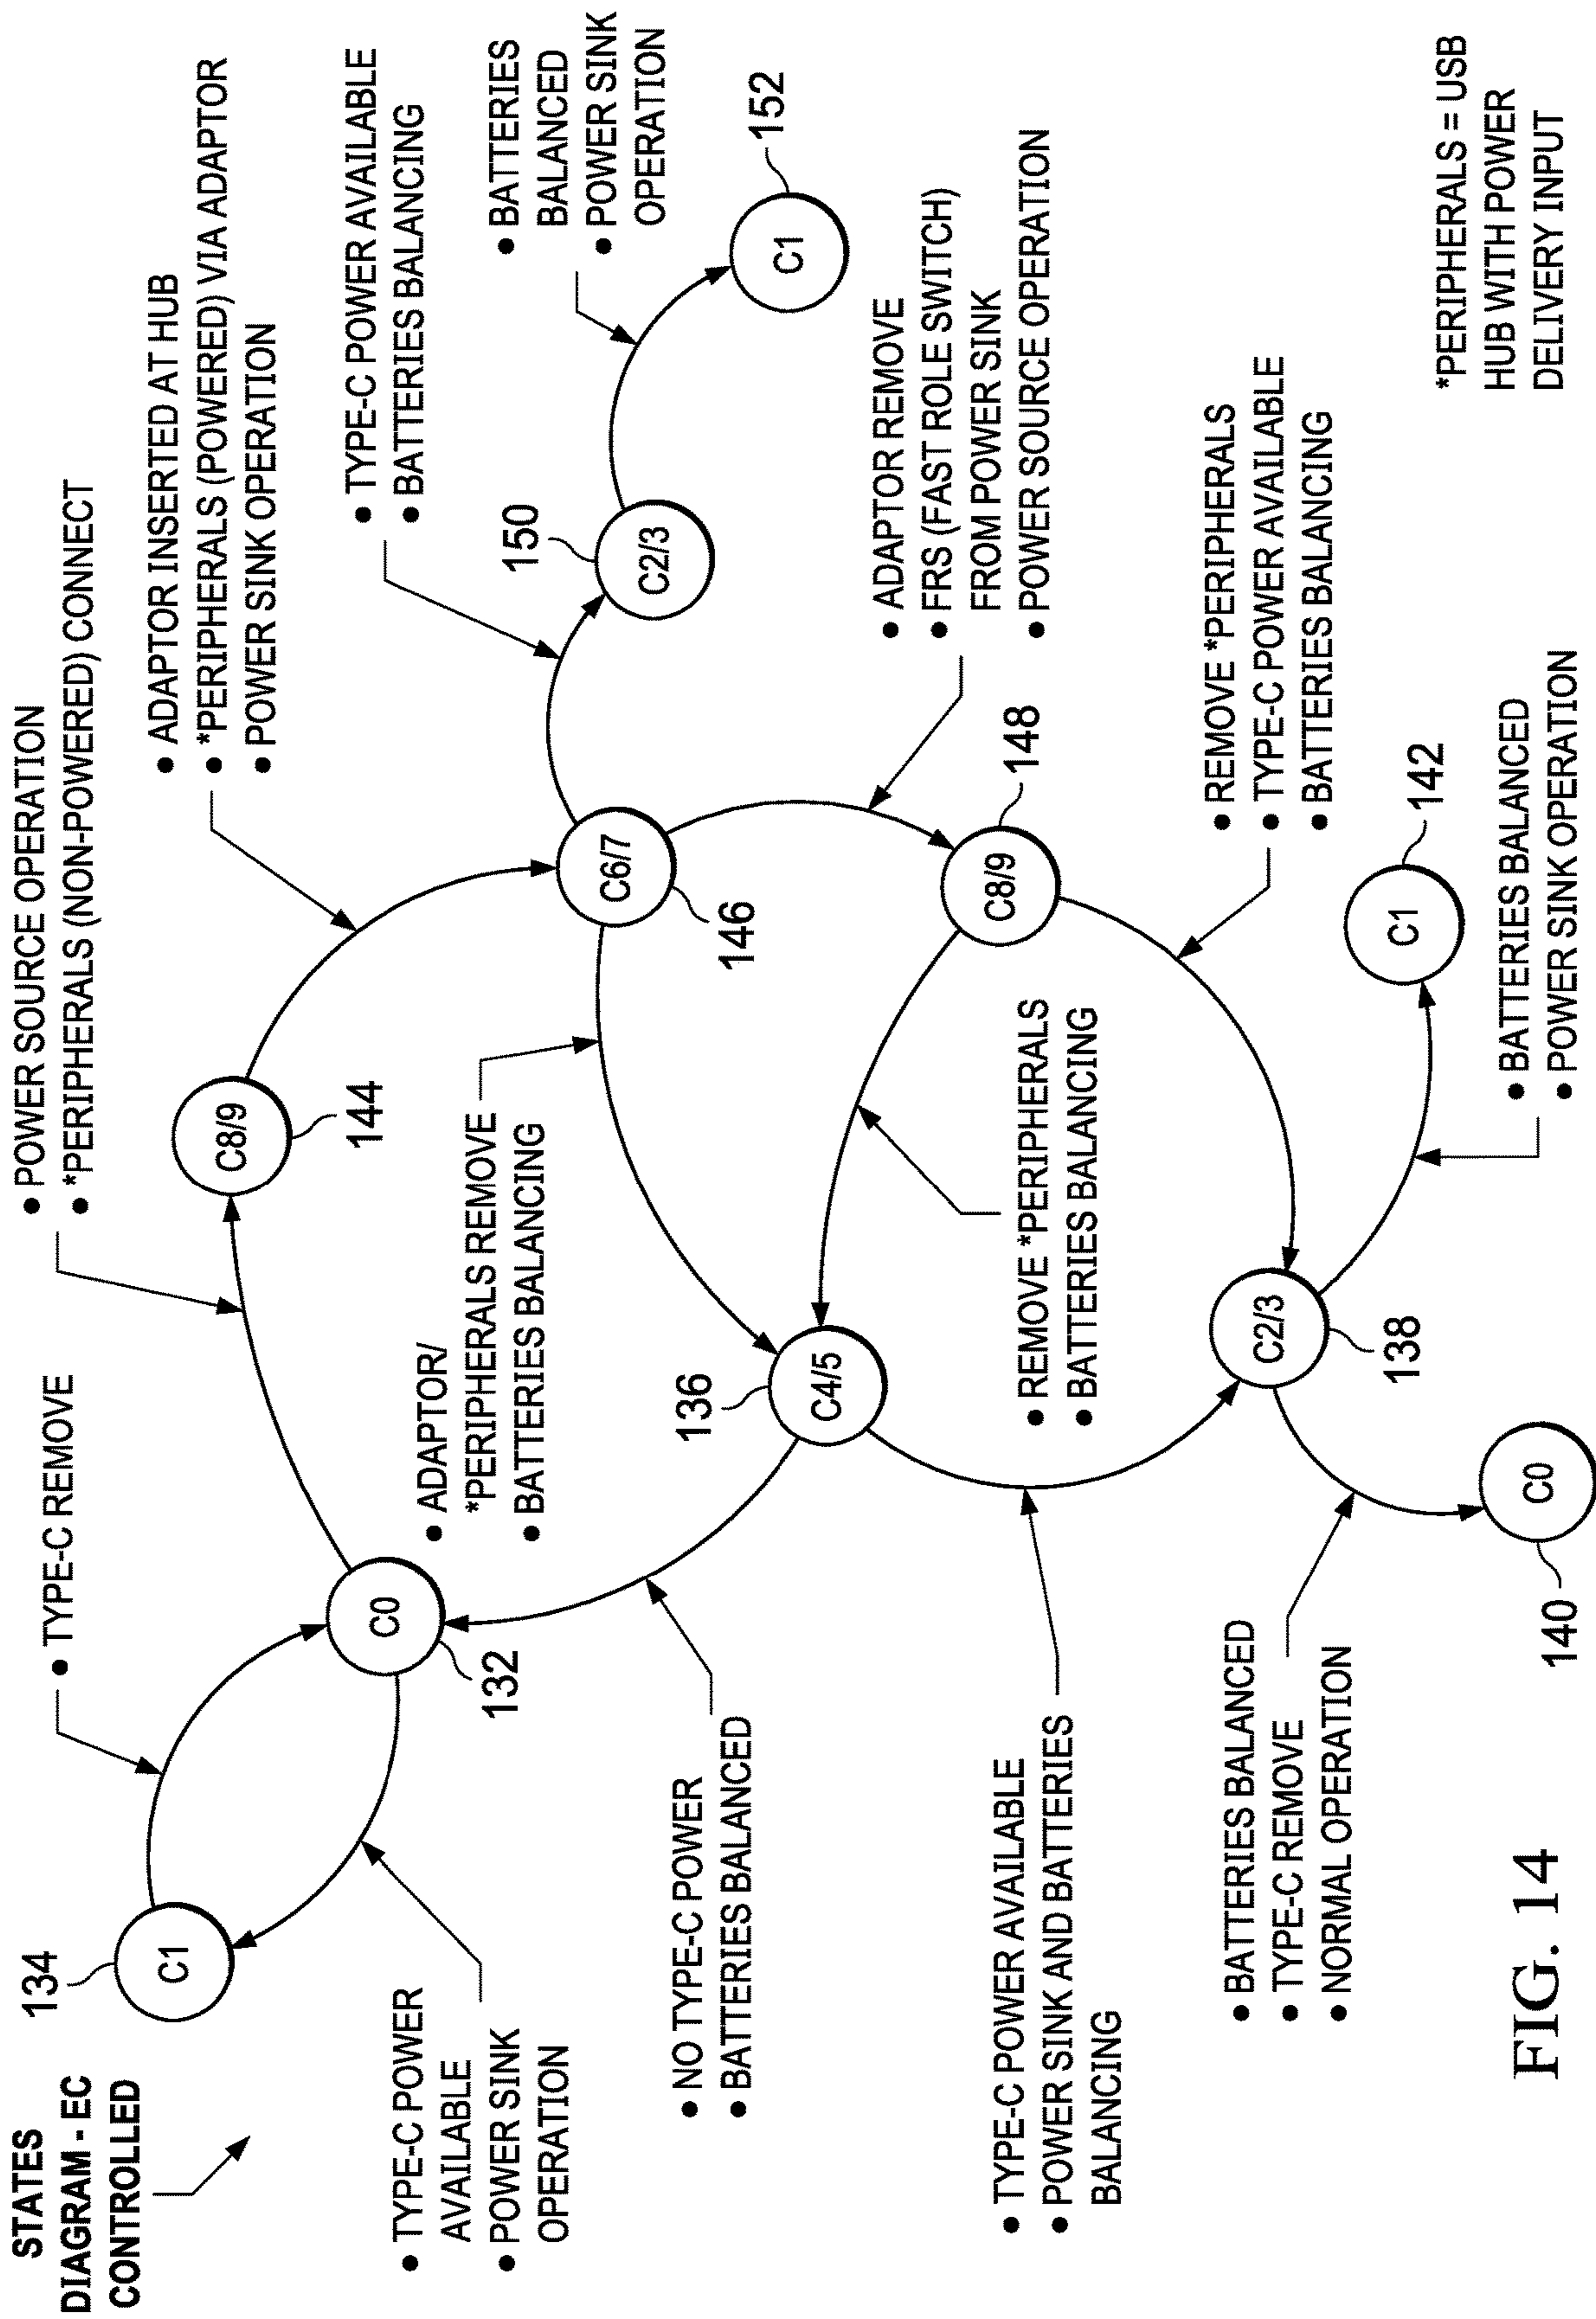 STATES
DIAGRAM - EC
CONTROLLED
134
C1
• TYPE-C REMOVE
• POWER SOURCE OPERATION
• *PERIPHERALS (NON-POWERED) CONNECT
• ADAPTOR INSERTED AT HUB
• *PERIPHERALS (POWERED) VIA ADAPTOR
• POWER SINK OPERATION
• TYPE-C POWER AVAILABLE
• BATTERIES BALANCING
• BATTERIES
BALANCED
• POWER SINK
OPERATION
C0
132
C8/9
144
C6/7
146
150
C2/3
C1
152
• TYPE-C POWER
AVAILABLE
• POWER SINK
OPERATION
• ADAPTOR/
*PERIPHERALS REMOVE
• BATTERIES BALANCING
• ADAPTOR REMOVE
• FRS (FAST ROLE SWITCH)
FROM POWER SINK
• POWER SOURCE OPERATION
• NO TYPE-C POWER
• BATTERIES BALANCED
136
C4/5
C8/9
148
• REMOVE *PERIPHERALS
• BATTERIES BALANCING
• TYPE-C POWER AVAILABLE
• POWER SINK AND BATTERIES
BALANCING
• REMOVE *PERIPHERALS
• TYPE-C POWER AVAILABLE
• BATTERIES BALANCING
• BATTERIES BALANCED
• TYPE-C REMOVE
• NORMAL OPERATION
C2/3
138
C1
142
• BATTERIES BALANCED
• POWER SINK OPERATION
C0
140
*PERIPHERALS = USB
HUB WITH POWER
DELIVERY INPUT
FIG. 14